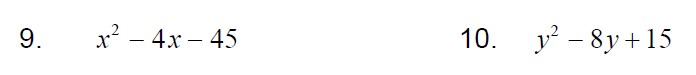 9. x² – 4x – 45 10. y² – 8y + 15